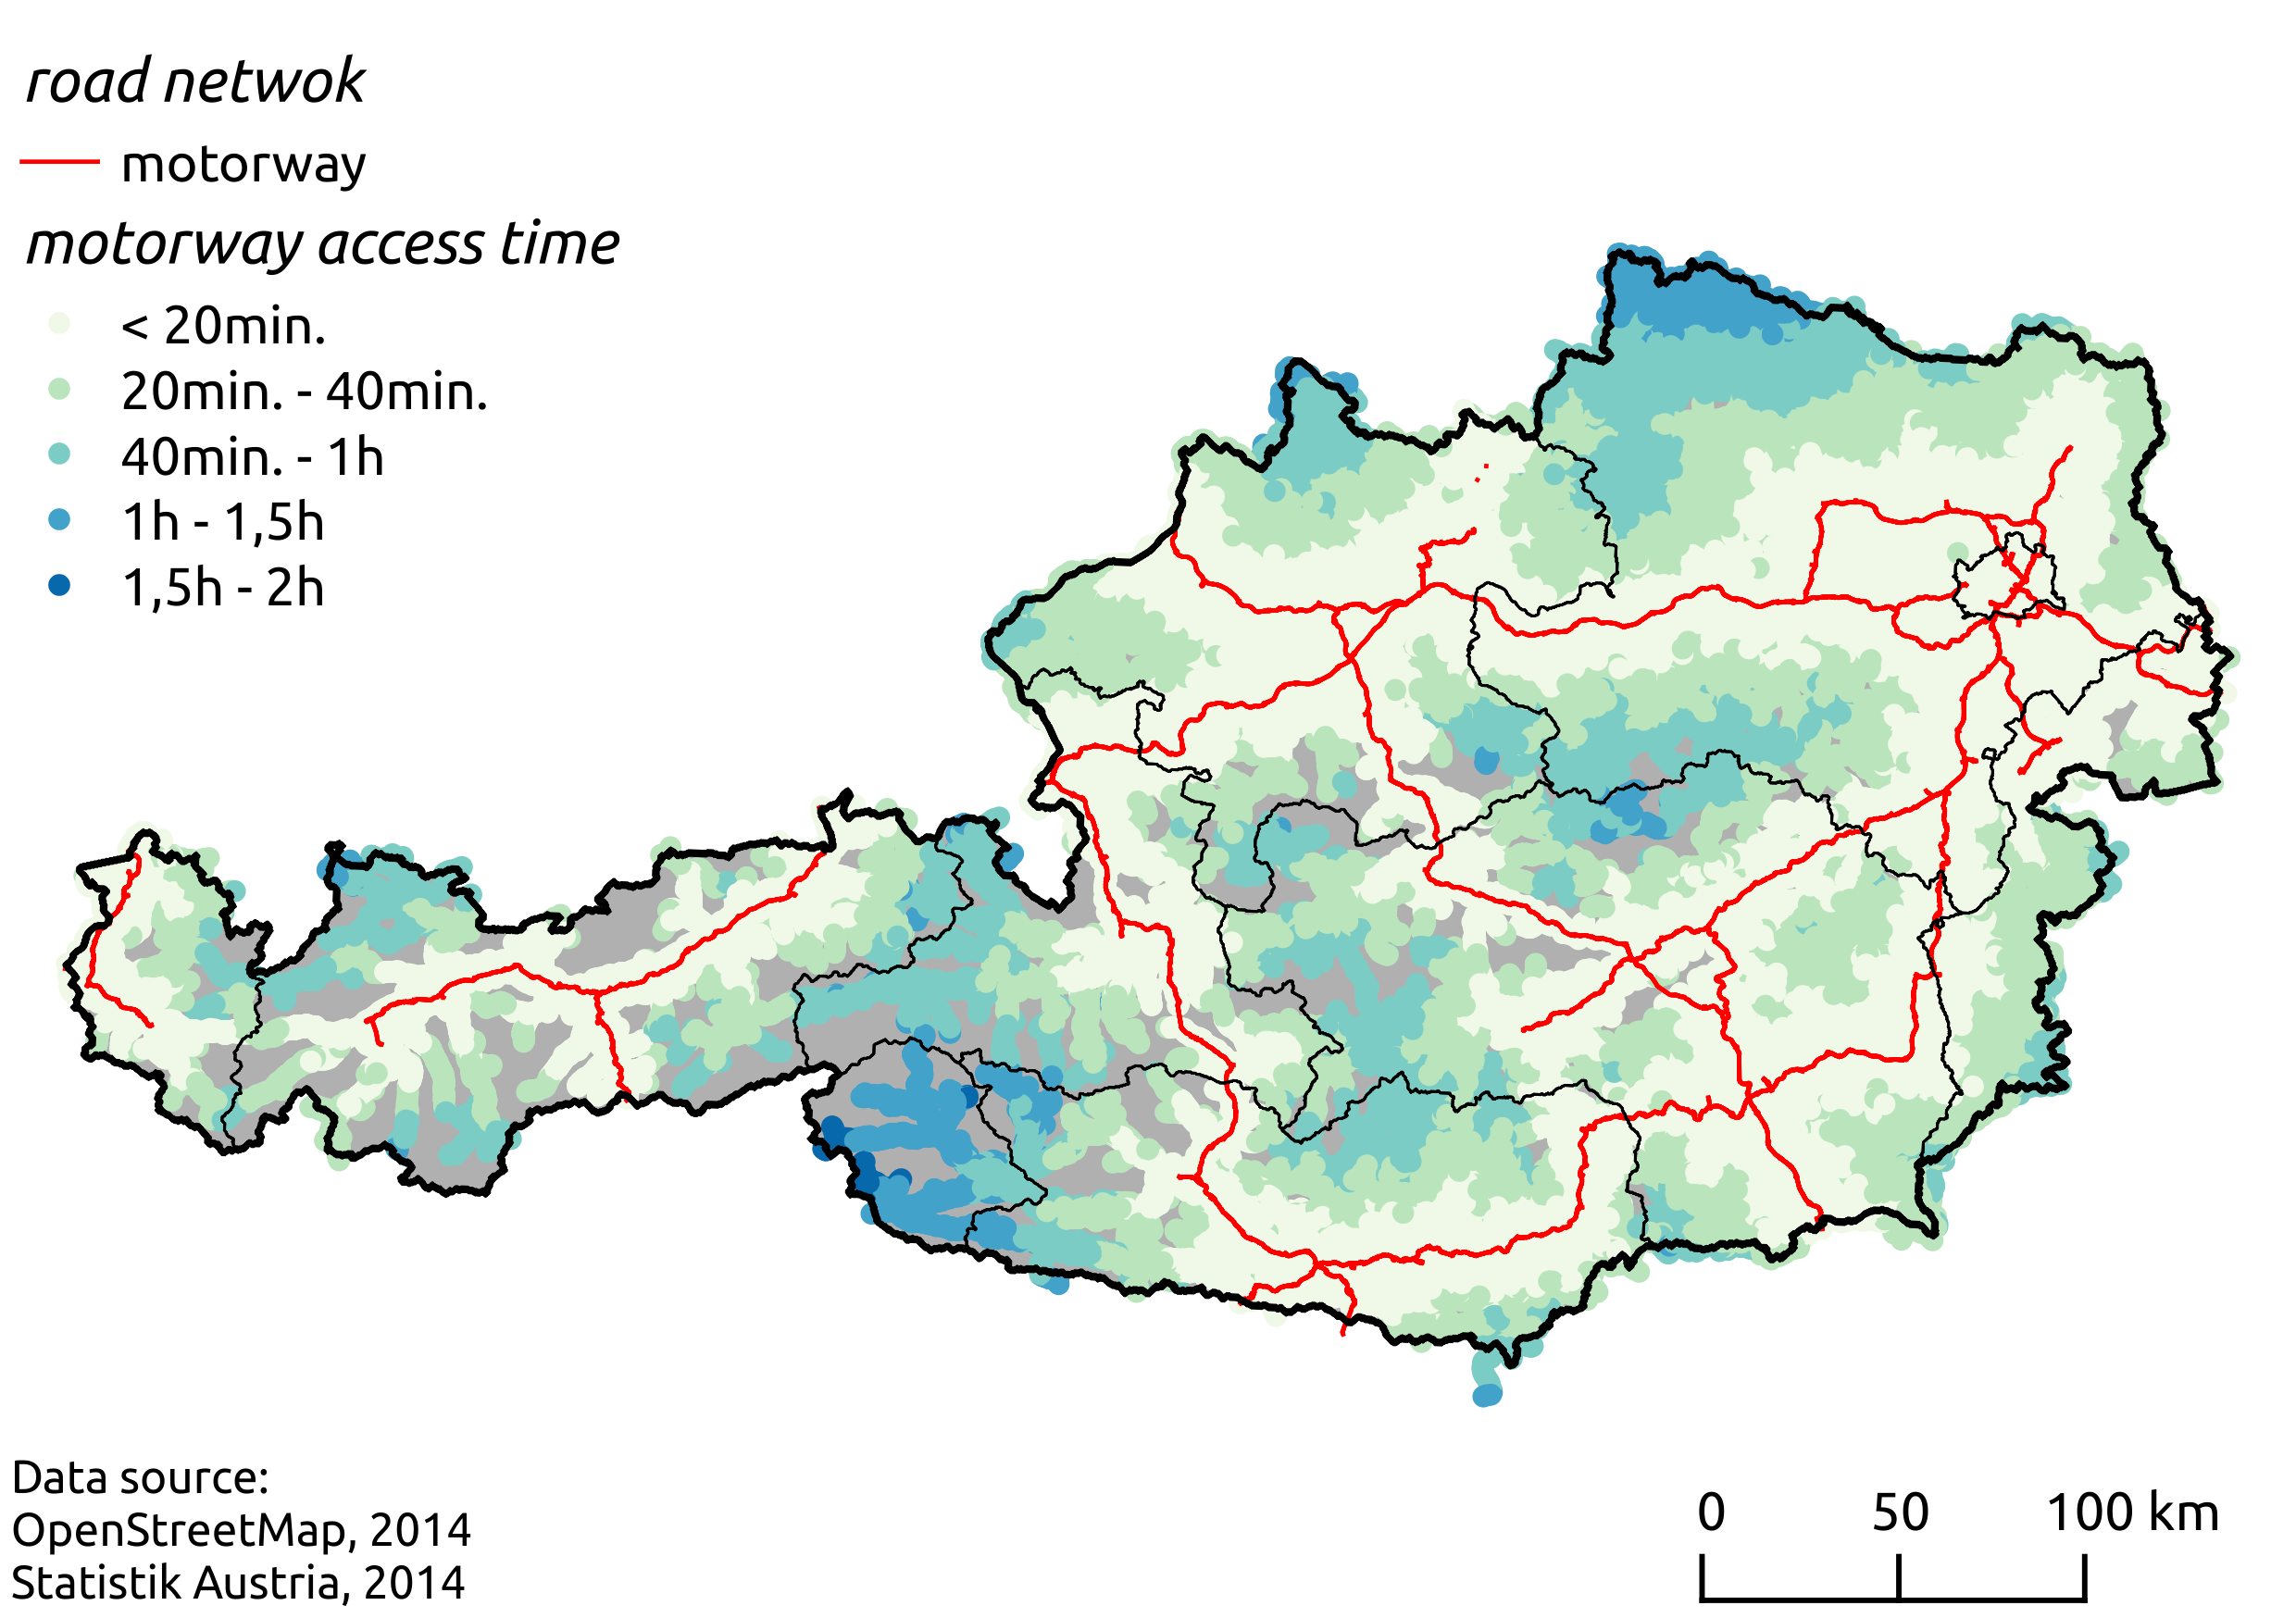 road netwok
motorway
motorway access time
< 20min.
20min. - 40min.
40min. - 1h
1h - 1,5h
1,5h - 2h
Data source:
OpenStreetMap, 2014
Statistik Austria, 2014
0 50 100 km